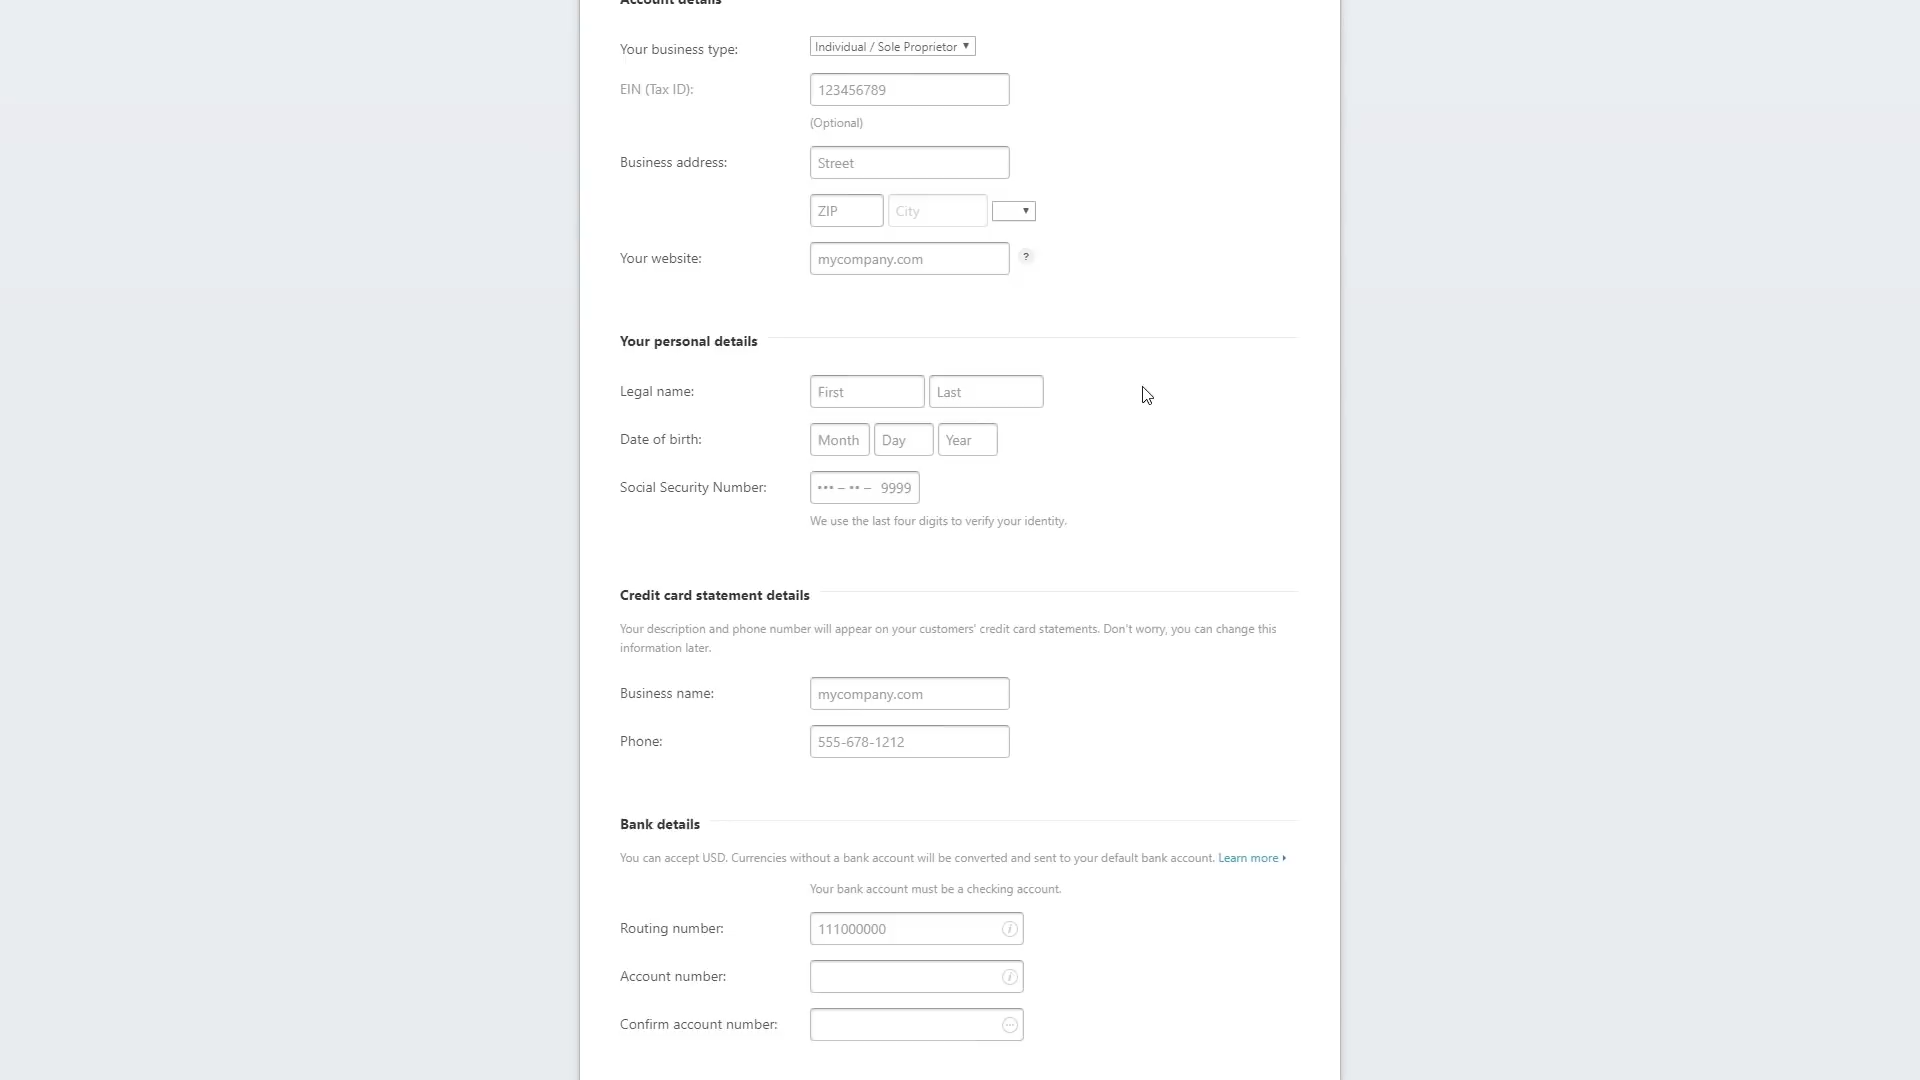 Account details
Your business type: Individual / Sole Proprietor ▼
EIN (Tax ID): 123456789
(Optional)
Business address: Street
ZIP City ▼
Your website: mycompany.com ?
Your personal details
Legal name: First Last
Date of birth: Month Day Year
Social Security Number: ••• – •• – 9999
We use the last four digits to verify your identity.
Credit card statement details
Your description and phone number will appear on your customers' credit card statements. Don't worry, you can change this
information later.
Business name: mycompany.com
Phone: 555-678-1212
Bank details
You can accept USD. Currencies without a bank account will be converted and sent to your default bank account. Learn more
Your bank account must be a checking account.
Routing number: 111000000
Account number:
Confirm account number: